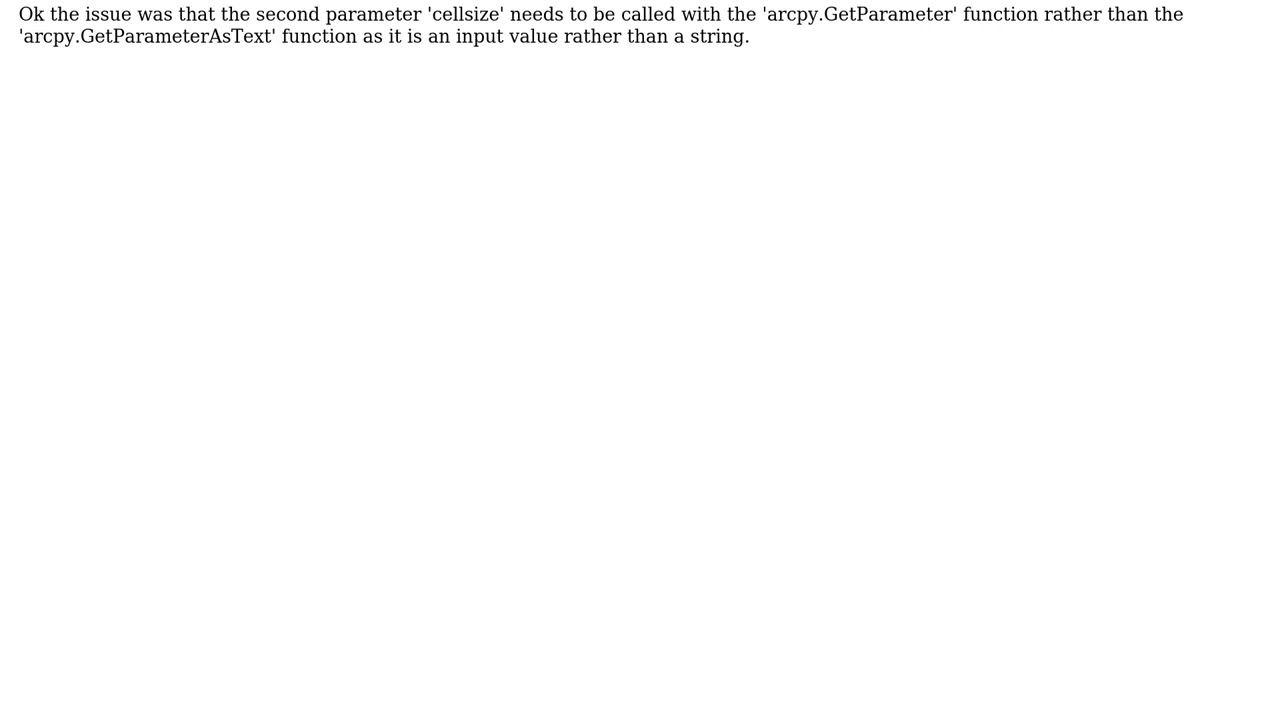 Ok the issue was that the second parameter 'cellsize' needs to be called with the 'arcpy.GetParameter' function rather than the
'arcpy.GetParameterAsText' function as it is an input value rather than a string.